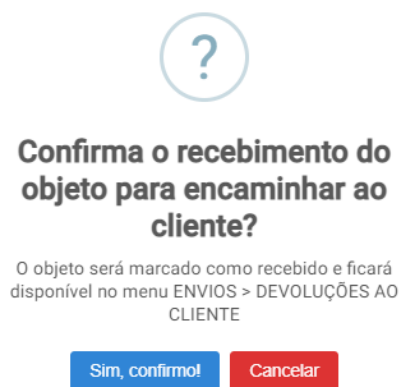 ?
Confirma o recebimento do
objeto para encaminhar ao
cliente?
O objeto será marcado como recebido e ficará
disponível no menu ENVIOS > DEVOLUÇÕES AO
CLIENTE
Sim, confirmo! Cancelar